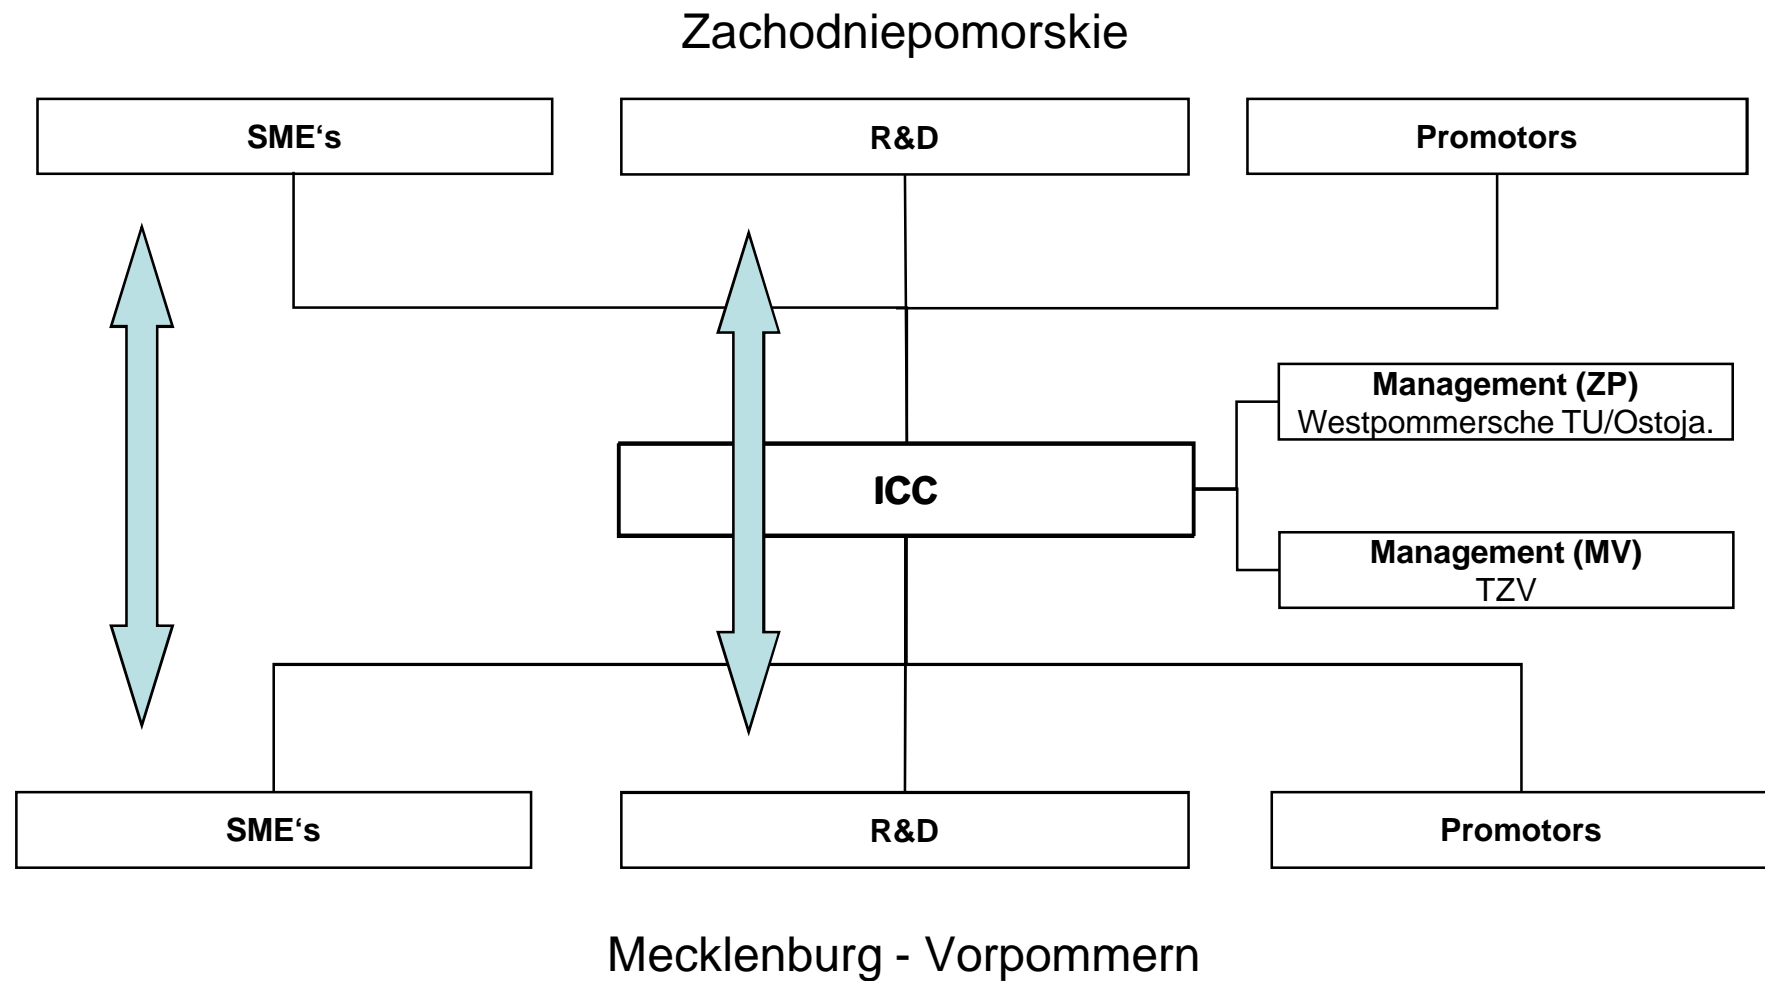 Zachodniepomorskie
SME‘s
R&D
Promotors
Management (ZP)
Westpommersche TU/Ostoja.
ICC
Management (MV)
TZV
SME‘s
R&D
Promotors
Mecklenburg - Vorpommern